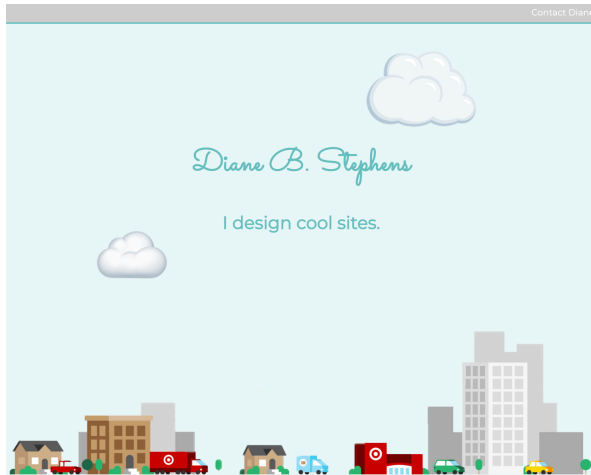 Contact Diane
Diane B. Stephens
I design cool sites.